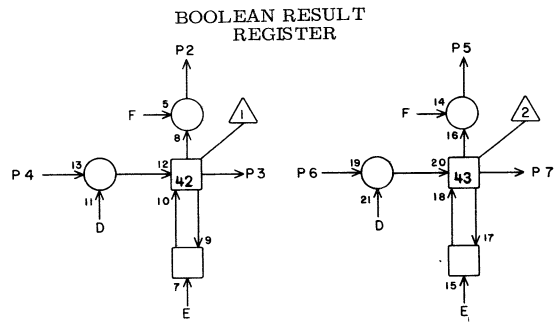 BOOLEAN RESULT
REGISTER
P2
P5
5
F
1
14
F
2
8
16
P4
13
12
42
P3
P6
19
20
43
P7
11
10
21
18
D
9
D
17
7
15
E
E